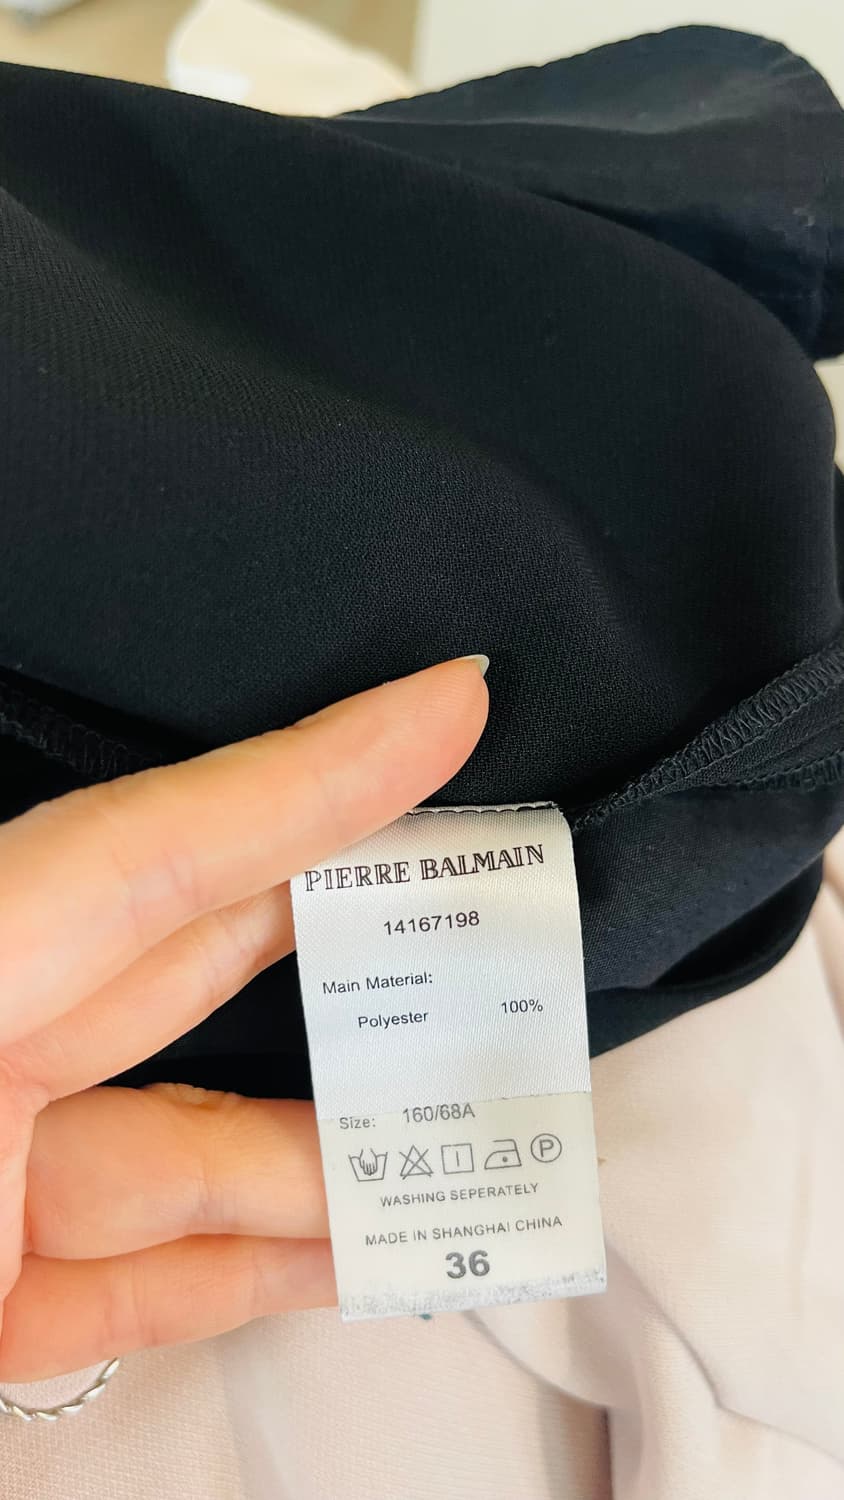 PIERRE BALMAIN
14167198
Main Material:
Polyester 100%
Size: 160/68A
P
WASHING SEPERATELY
MADE IN SHANGHAI CHINA
36